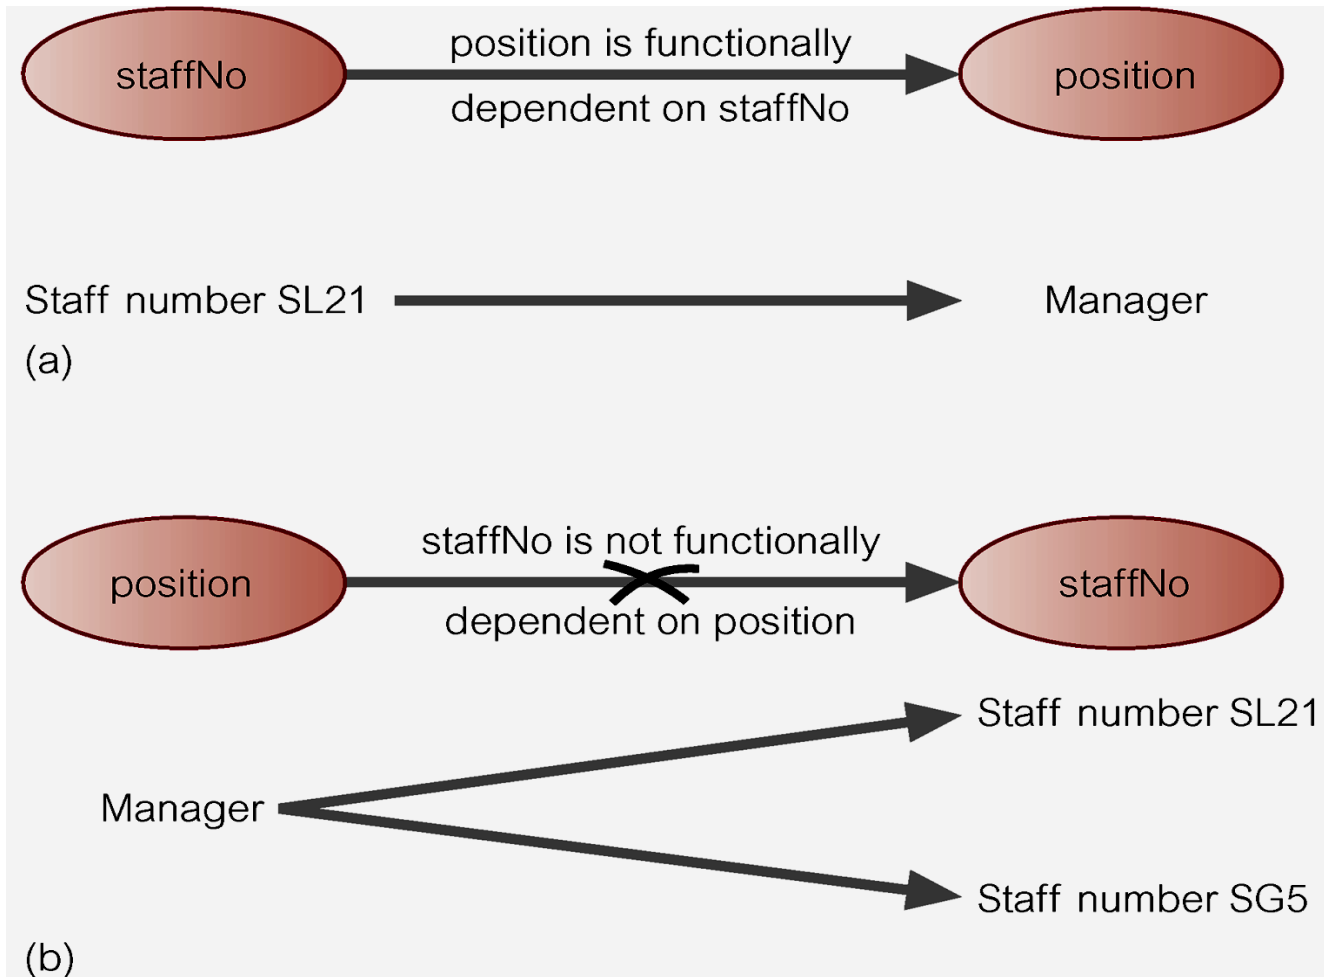 staffNo
position is functionally
dependent on staffNo
position
Staff number SL21
Manager
(a)
position
staffNo is not functionally
dependent on position
staffNo
Staff number SL21
Manager
Staff number SG5
(b)